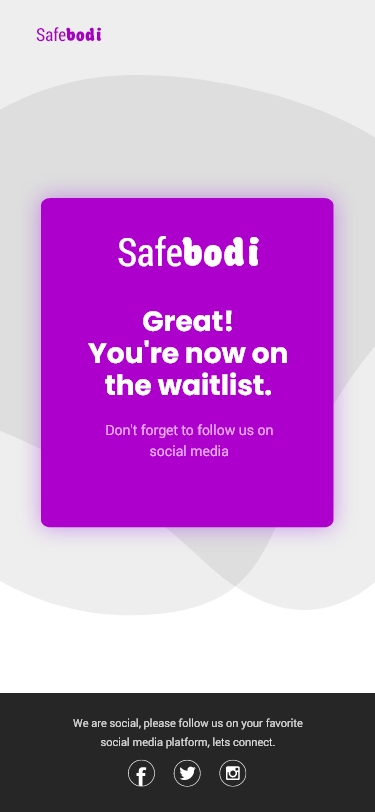 Safebodi
Safebodi
Great!
You're now on
the waitlist.
Don't forget to follow us on
social media
We are social, please follow us on your favorite
social media platform, lets connect.